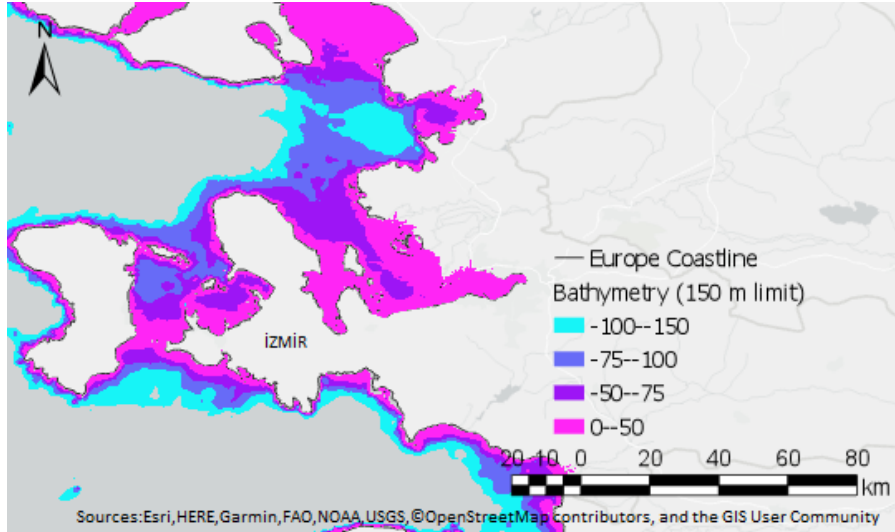 N
İZMİR
Europe Coastline
Bathymetry (150 m limit)
-100--150
-75--100
-50--75
0--50
20 10 0 20 40 60 80
km
Sources:Esri,HERE,Garmin,FAO,NOAA,USGS,©OpenStreetMap contributors, and the GIS User Community